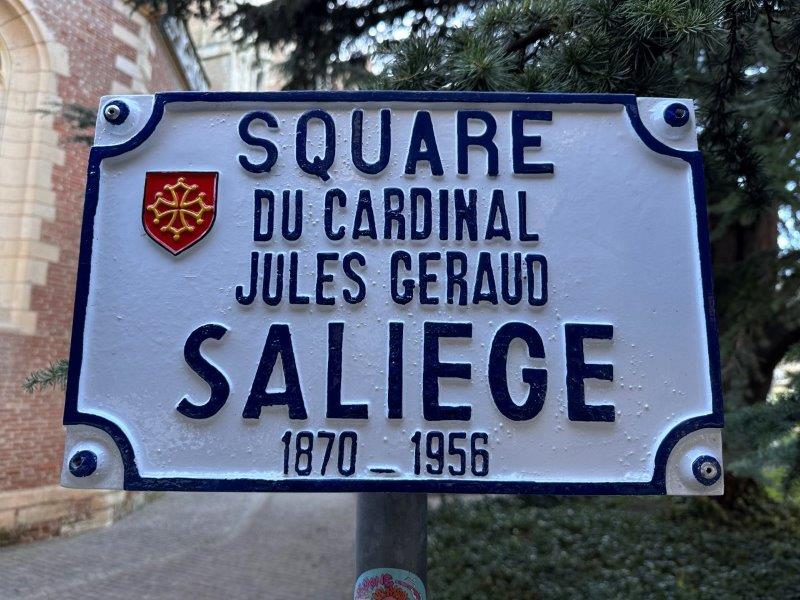 SQUARE
DU CARDINAL
JULES GERAUD
SALIEGE
1870 _ 1956